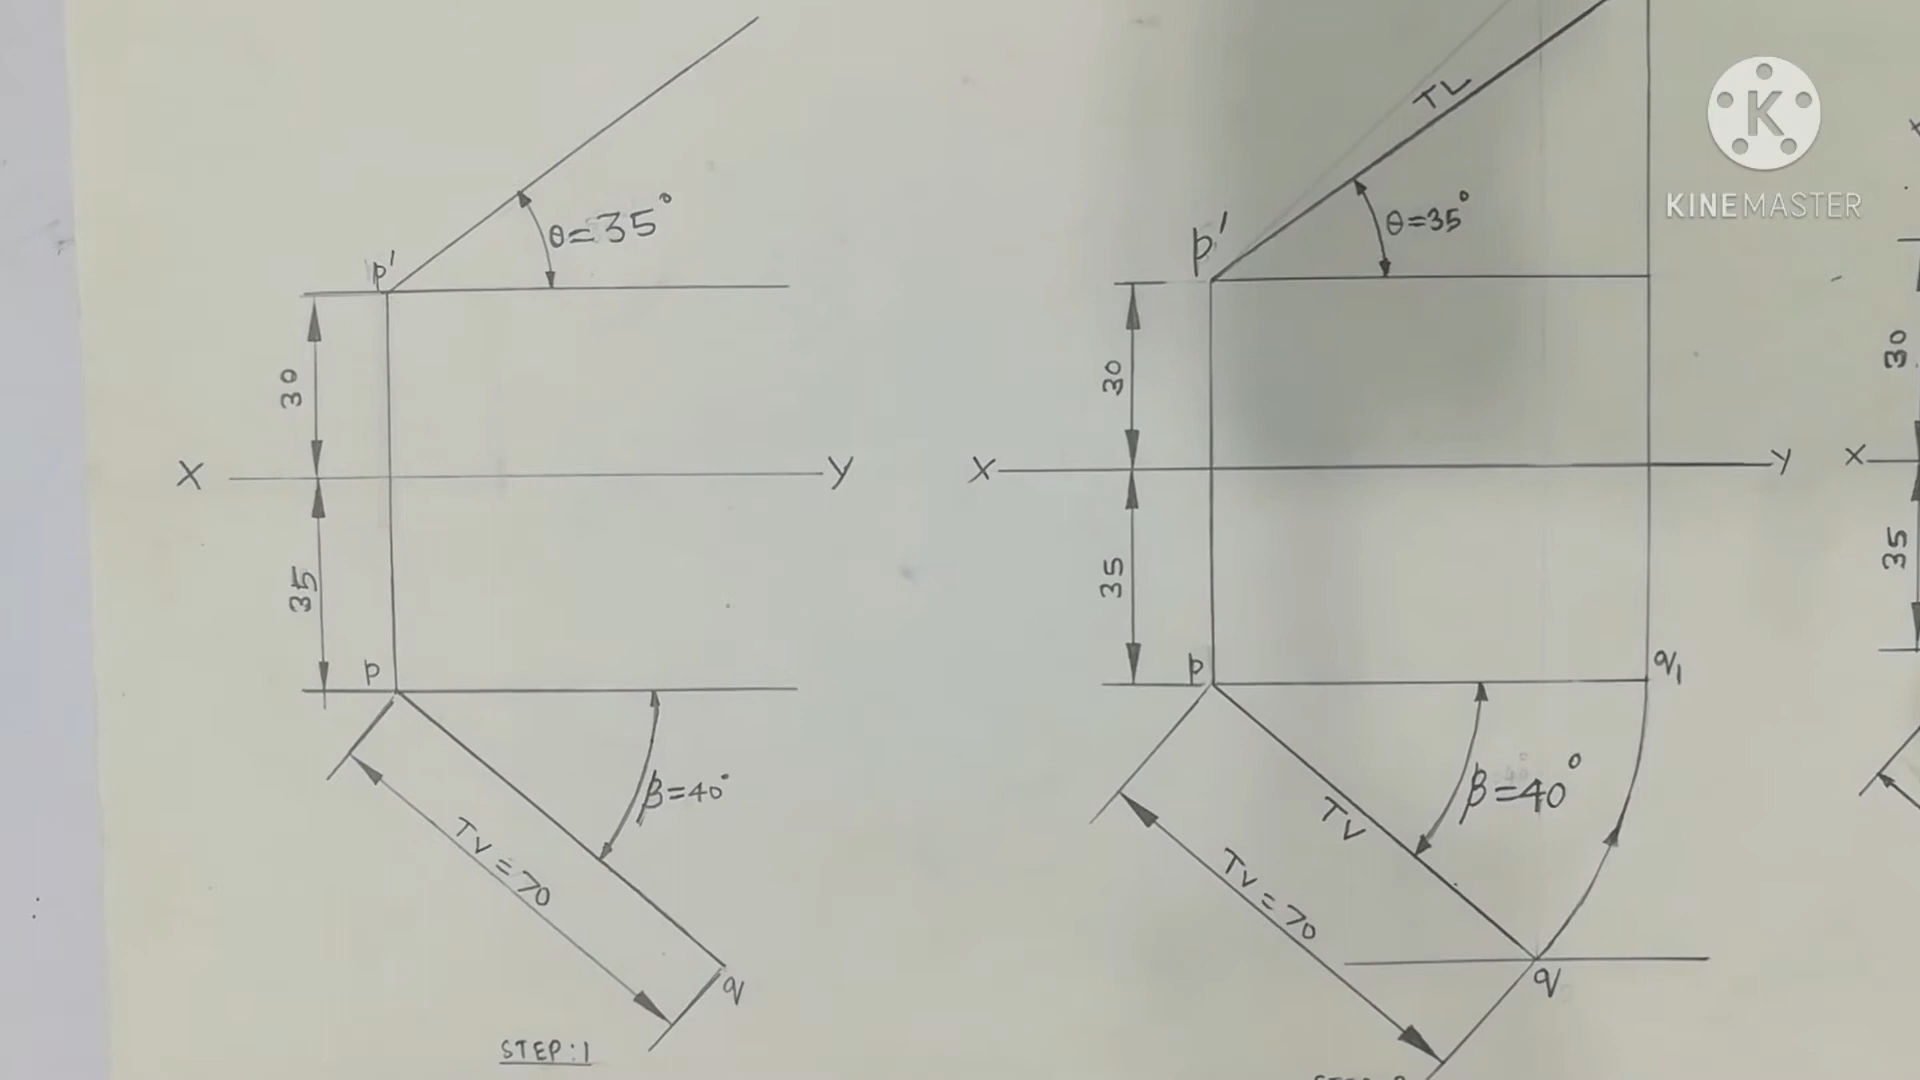 p'
θ=35°
30
X
Y
35
p
β=40°
TV=70
q
STEP:1
TL
p'
θ=35°
30
X
Y
35
p
q1
β=40°
TV
TV=70
q
X
30
X
35
K
KINEMASTER